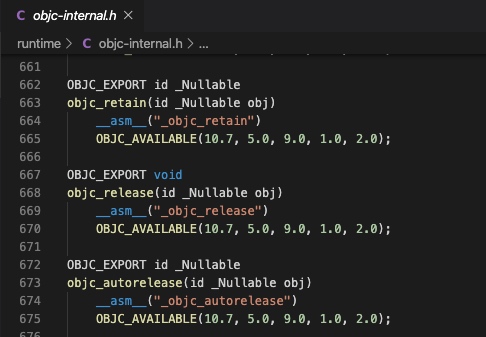 C objc-internal.h ×
runtime > C objc-internal.h > ...
661
662 OBJC_EXPORT id _Nullable
663 objc_retain(id _Nullable obj)
664 __asm__("_objc_retain")
665 OBJC_AVAILABLE(10.7, 5.0, 9.0, 1.0, 2.0);
666
667 OBJC_EXPORT void
668 objc_release(id _Nullable obj)
669 __asm__("_objc_release")
670 OBJC_AVAILABLE(10.7, 5.0, 9.0, 1.0, 2.0);
671
672 OBJC_EXPORT id _Nullable
673 objc_autorelease(id _Nullable obj)
674 __asm__("_objc_autorelease")
675 OBJC_AVAILABLE(10.7, 5.0, 9.0, 1.0, 2.0);
676